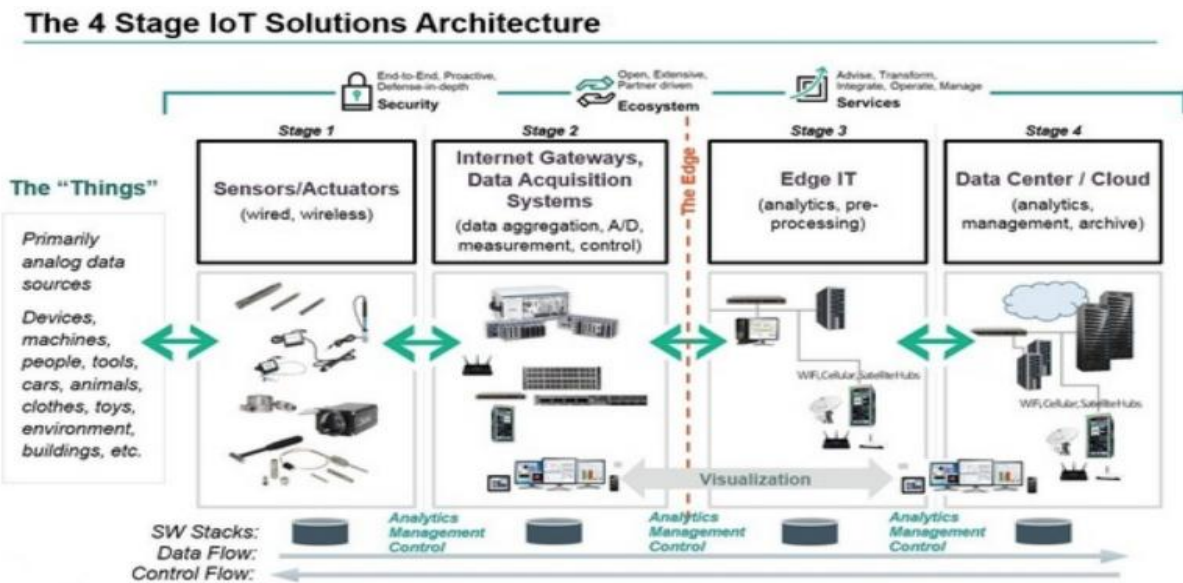 The 4 Stage IoT Solutions Architecture
End-to-End, Proactive,
Defense-in-depth
Security
Open, Extensive,
Partner driven
Ecosystem
Advise, Transform,
Integrate, Operate, Manage
Services
Stage 1
Stage 2
Stage 3
Stage 4
The "Things"
Primarily
analog data
sources
Devices,
machines,
people, tools,
cars, animals,
clothes, toys,
environment,
buildings, etc.
Sensors/Actuators
(wired, wireless)
Internet Gateways,
Data Acquisition
Systems
(data aggregation, A/D,
measurement, control)
The Edge
Edge IT
(analytics, pre-
processing)
Data Center / Cloud
(analytics,
management, archive)
WiFi,Cellular,SatelliteHubs
WiFi,Cellular,SatelliteHubs
Visualization
SW Stacks:
Analytics
Management
Control
Analytics
Management
Control
Analytics
Management
Control
Data Flow:
Control Flow: